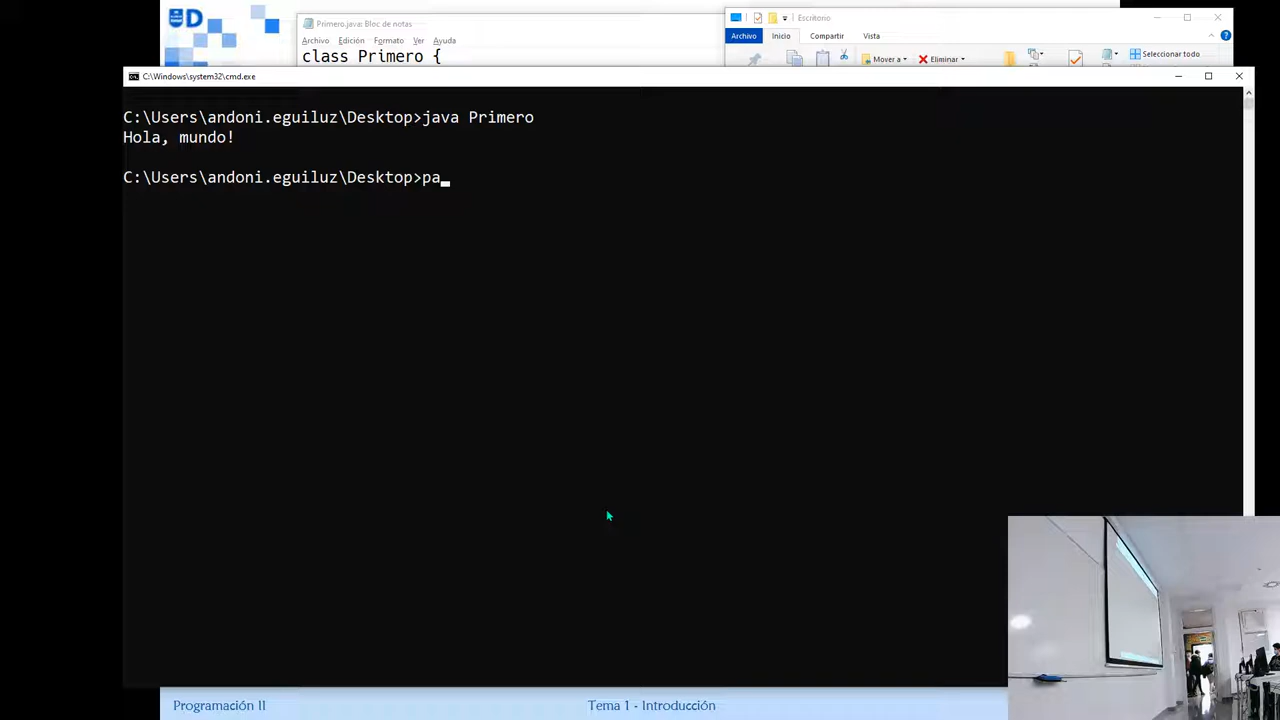 D
Primero.java: Bloc de notas
Archivo Edición Formato Ver Ayuda
class Primero {
Escritorio
Archivo Inicio Compartir Vista
Mover a Eliminar Seleccionar todo
C:\Windows\system32\cmd.exe
C:\Users\andoni.eguiluz\Desktop>java Primero
Hola, mundo!
C:\Users\andoni.eguiluz\Desktop>pa
Programación II
Tema 1 - Introducción